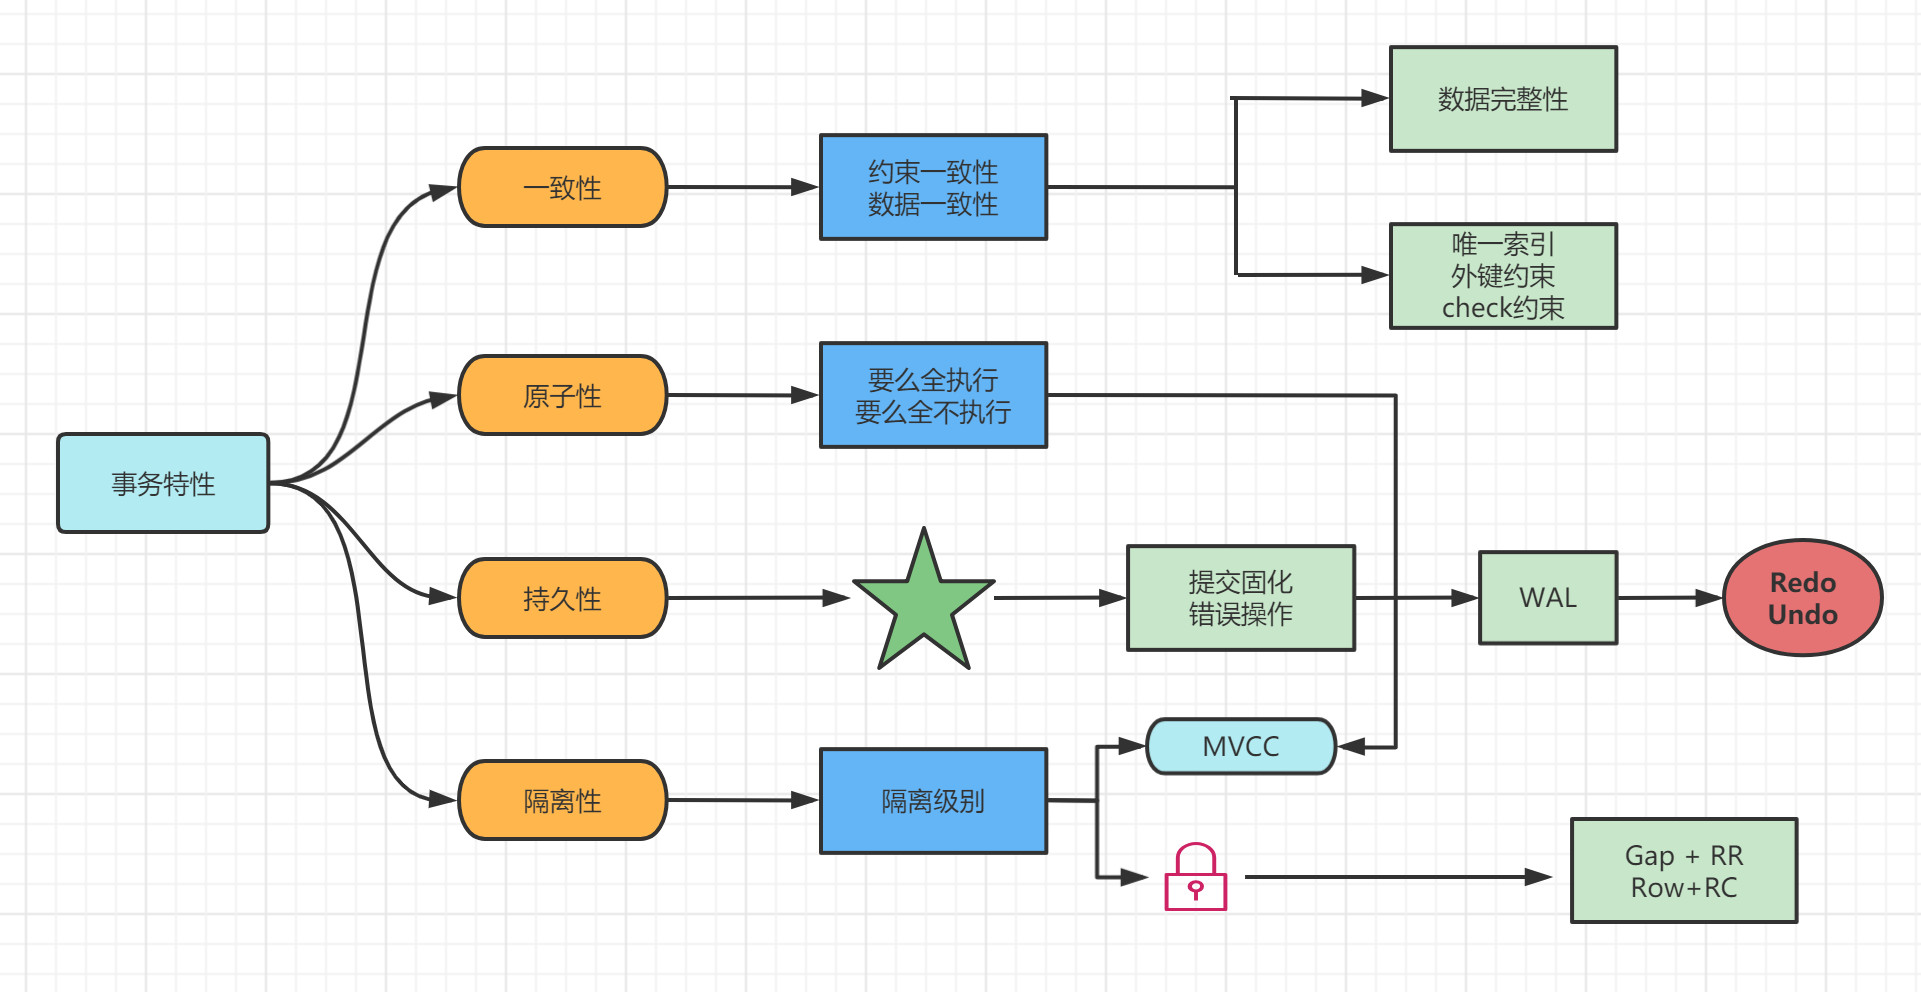 事务特性
一致性
约束一致性
数据一致性
数据完整性
唯一索引
外键约束
check约束
原子性
要么全执行
要么全不执行
持久性
提交固化
错误操作
WAL
Redo
Undo
隔离性
隔离级别
MVCC
Gap + RR
Row+RC